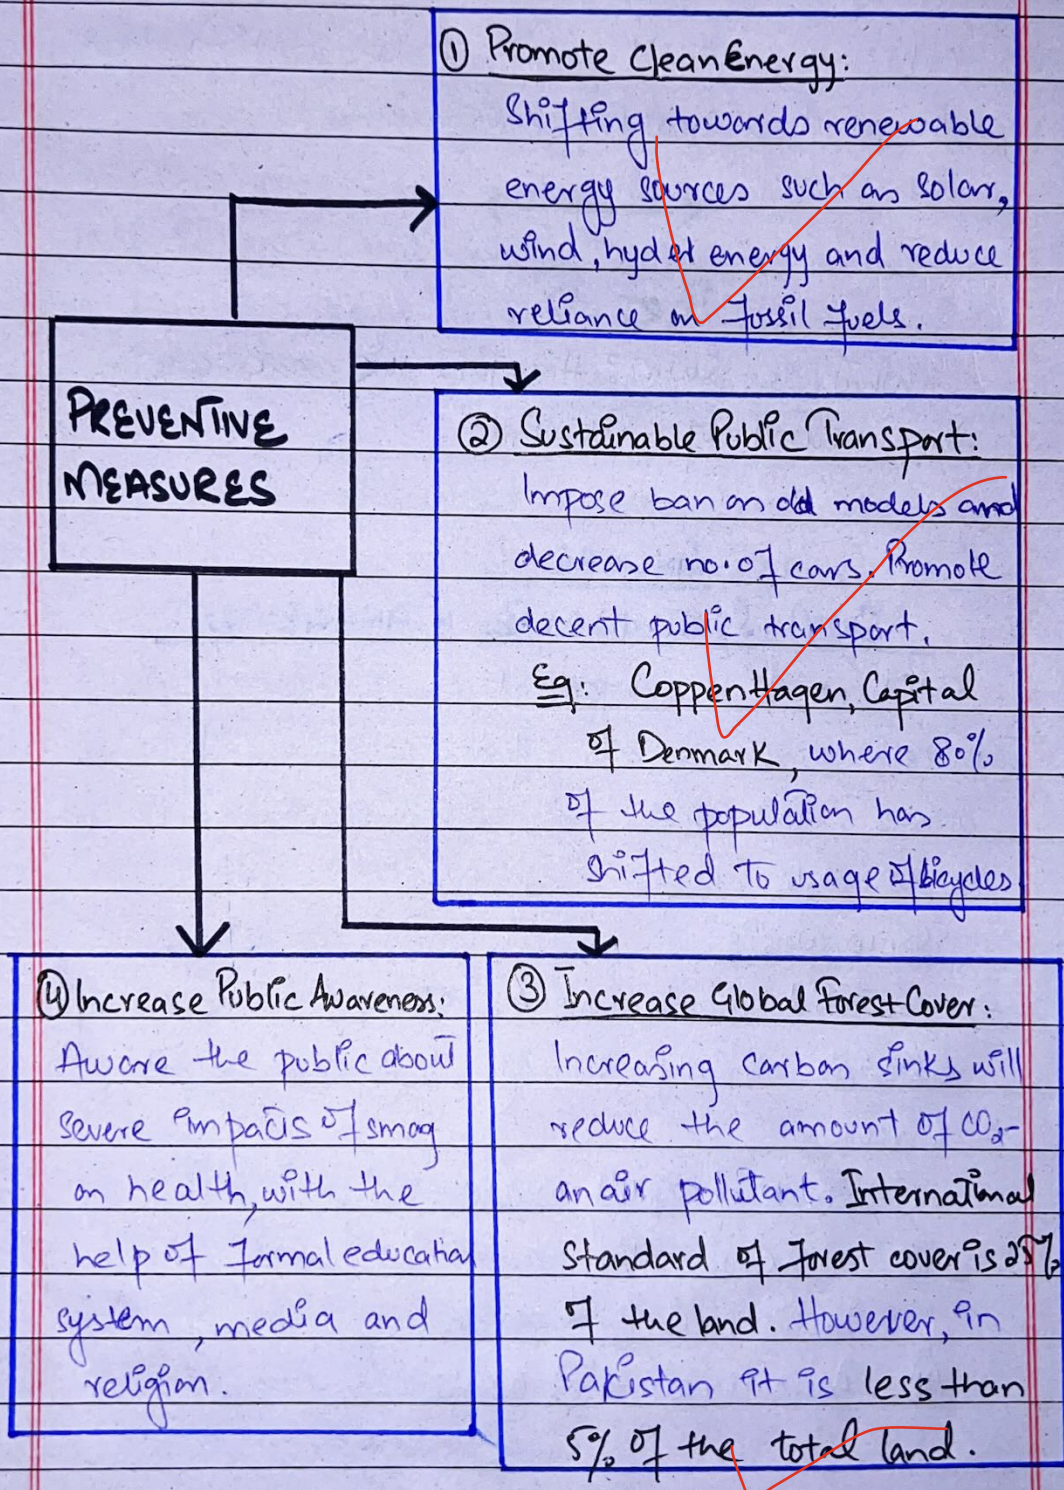 ① Promote Clean Energy:
Shifting towards renewable
energy sources such as solar,
wind, hydel energy and reduce
reliance on fossil fuels.
PREVENTIVE
MEASURES
② Sustainable Public Transport:
Impose ban on old models and
decrease no. of cars. Promote
decent public transport.
Eg: CoppenHagen, Capital
of Denmark, where 80%
of the population has
shifted to usage of bicycles
④ Increase Public Awareness:
Aware the public about
severe impacts of smog
on health, with the
help of formal education
system, media and
religion.
③ Increase Global Forest Cover:
Increasing carbon sinks will
reduce the amount of CO₂-
an air pollutant. International
standard of forest cover is 25%
of the land. However, in
Pakistan it is less than
5% of the total land.